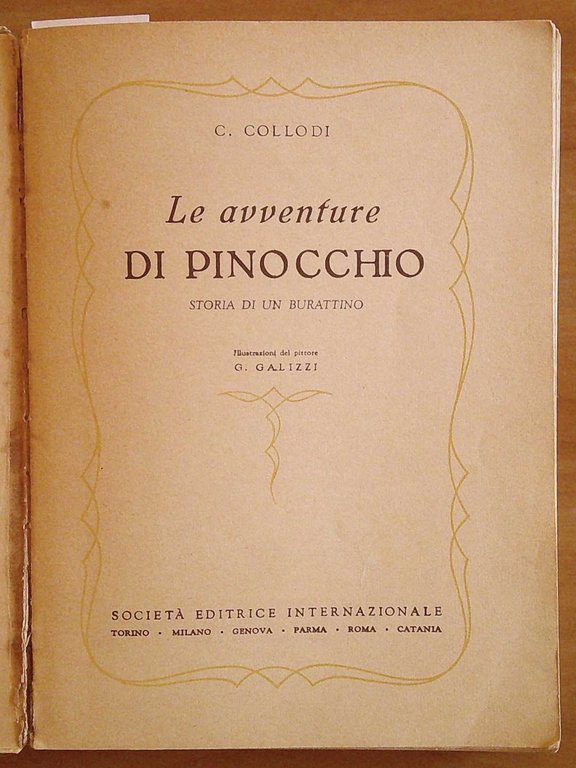 C. COLLODI
Le avventure
DI PINOCCHIO
STORIA DI UN BURATTINO
Illustrazioni del pittore
G. GALIZZI
SOCIETÀ EDITRICE INTERNAZIONALE
TORINO • MILANO • GENOVA • PARMA • ROMA • CATANIA